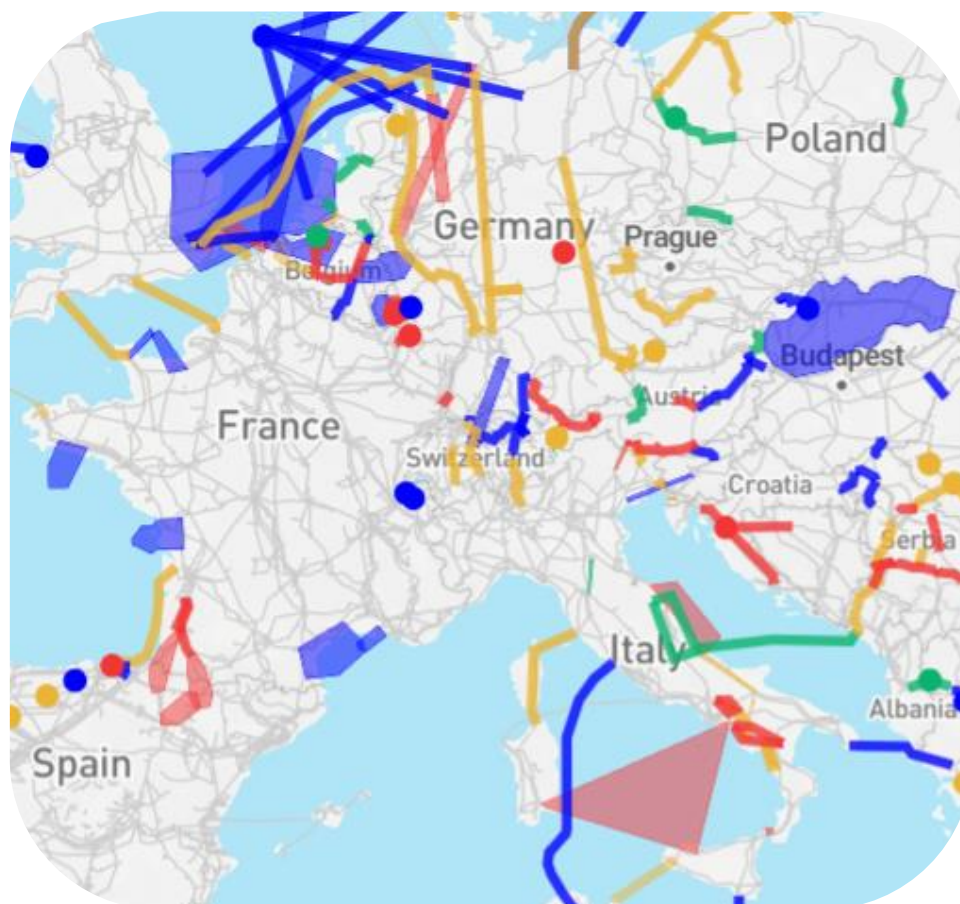 Poland
Germany
Prague
Belgium
Budapest
Austria
France
Switzerland
Croatia
Serbia
Italy
Albania
Spain